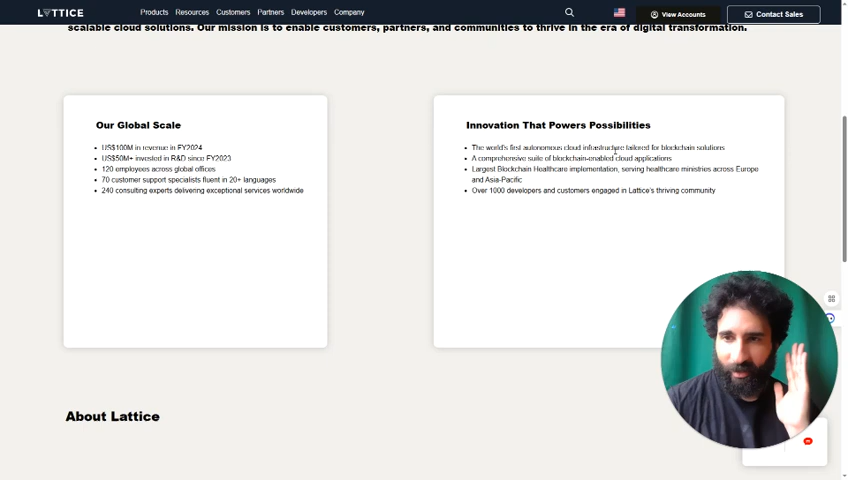 LVTTICE
Products
Resources
Customers
Partners
Developers
Company
View Accounts
Contact Sales
scalable cloud solutions. Our mission is to enable customers, partners, and communities to thrive in the era of digital transformation.
Our Global Scale
US$100M in revenue in FY2024
US$50M+ invested in R&D since FY2023
120 employees across global offices
70 customer support specialists fluent in 20+ languages
240 consulting experts delivering exceptional services worldwide
Innovation That Powers Possibilities
The world's first autonomous cloud infrastructure tailored for blockchain solutions
A comprehensive suite of blockchain-enabled cloud applications
Largest Blockchain Healthcare implementation, serving healthcare ministries across Europe
and Asia-Pacific
Over 1000 developers and customers engaged in Lattice's thriving community
About Lattice